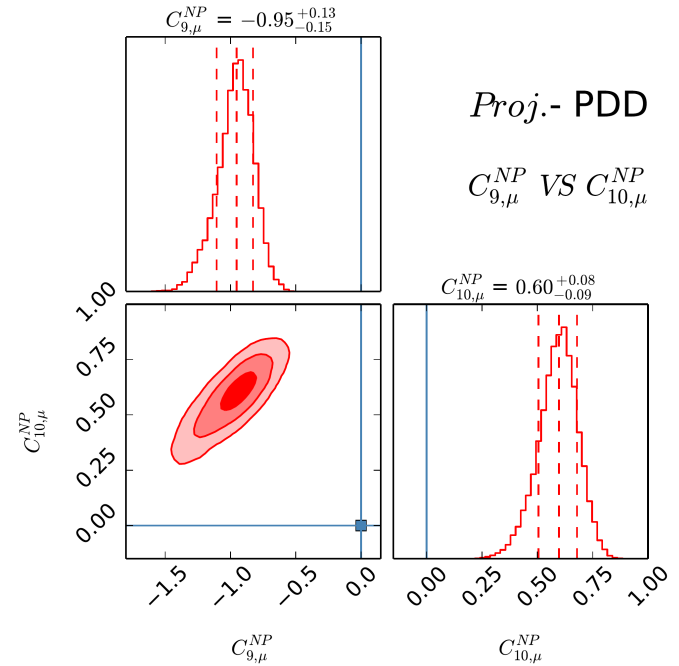 C_{9,μ}^{NP} = −0.95_{−0.15}^{+0.13}
Proj.- PDD
C_{9,μ}^{NP} VS C_{10,μ}^{NP}
C_{10,μ}^{NP} = 0.60_{−0.09}^{+0.08}
1.00
0.75
0.50
0.25
0.00
C_{10,μ}^{NP}
−1.5 −1.0 −0.5 0.0
0.00 0.25 0.50 0.75 1.00
C_{9,μ}^{NP}
C_{10,μ}^{NP}